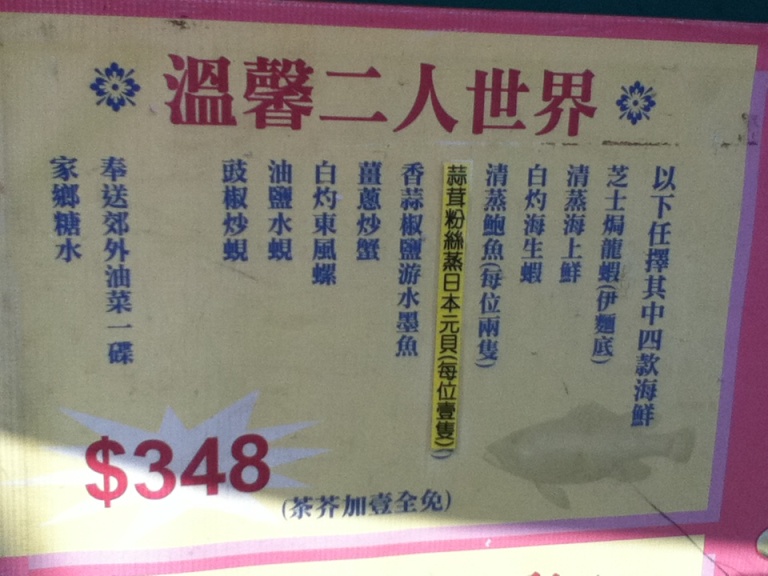 溫馨二人世界
以下任擇其中四款海鮮
芝士焗龍蝦(伊麵底)
清蒸海上鮮
白灼海生蝦
清蒸鮑魚(每位兩隻)
蒜茸粉絲蒸日本元貝(每位壹隻)
香蒜椒鹽游水墨魚
薑蔥炒蟹
白灼東風螺
油鹽水蜆
豉椒炒蜆
奉送郊外油菜一碟
家鄉糖水
$348
(茶芥加壹全免)